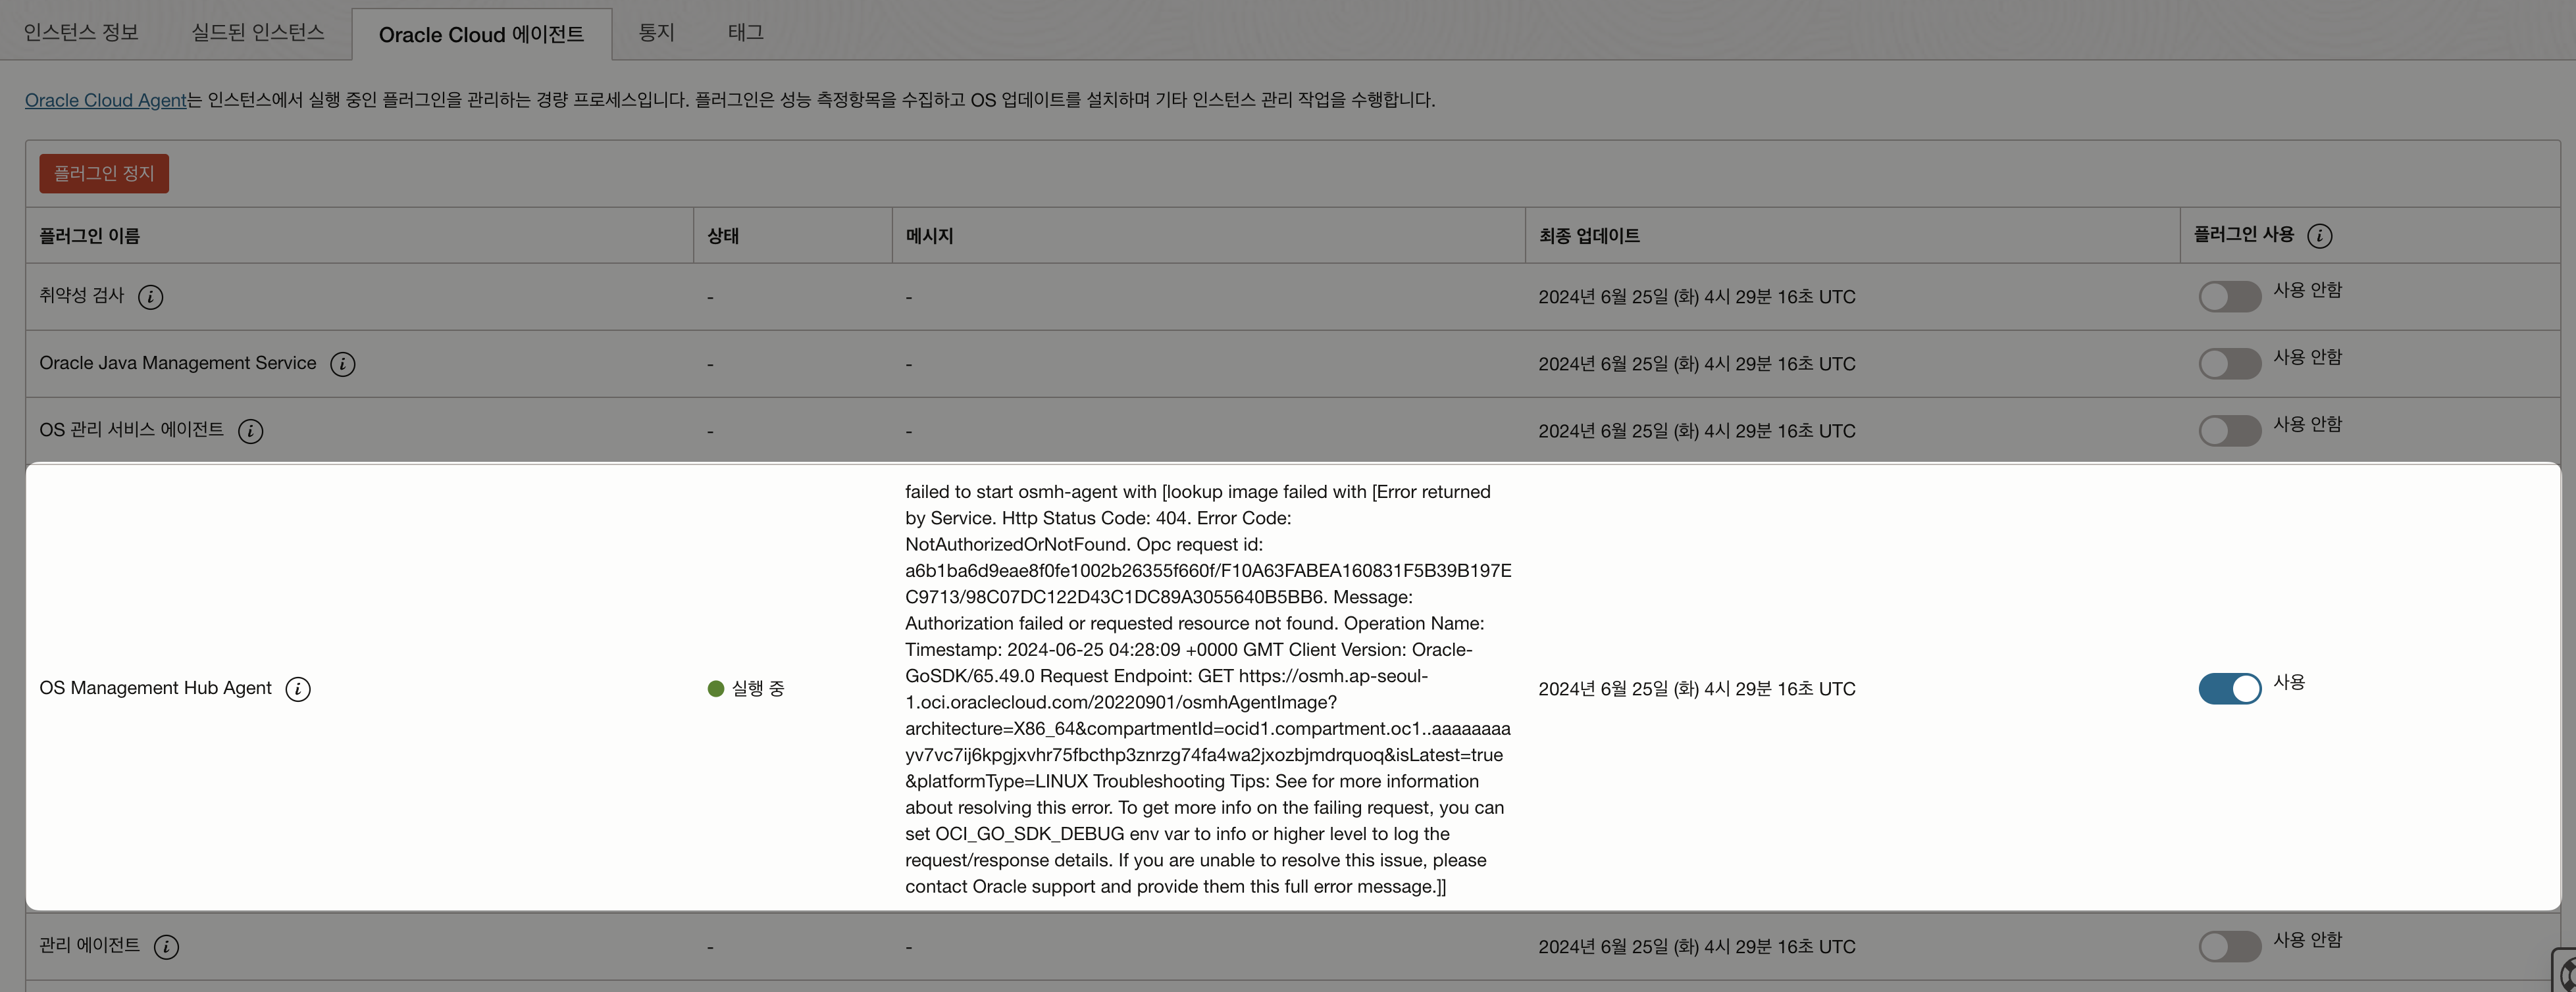 인스턴스 정보
실드된 인스턴스
Oracle Cloud 에이전트
통지
태그
Oracle Cloud Agent는 인스턴스에서 실행 중인 플러그인을 관리하는 경량 프로세스입니다. 플러그인은 성능 측정항목을 수집하고 OS 업데이트를 설치하며 기타 인스턴스 관리 작업을 수행합니다.
플러그인 정지
플러그인 이름
상태
메시지
최종 업데이트
플러그인 사용
취약성 검사
-
-
2024년 6월 25일 (화) 4시 29분 16초 UTC
사용 안함
Oracle Java Management Service
-
-
2024년 6월 25일 (화) 4시 29분 16초 UTC
사용 안함
OS 관리 서비스 에이전트
-
-
2024년 6월 25일 (화) 4시 29분 16초 UTC
사용 안함
OS Management Hub Agent
실행 중
failed to start osmh-agent with [lookup image failed with [Error returned
by Service. Http Status Code: 404. Error Code:
NotAuthorizedOrNotFound. Opc request id:
a6b1ba6d9eae8f0fe1002b26355f660f/F10A63FABEA160831F5B39B197E
C9713/98C07DC122D43C1DC89A3055640B5BB6. Message:
Authorization failed or requested resource not found. Operation Name:
Timestamp: 2024-06-25 04:28:09 +0000 GMT Client Version: Oracle-
GoSDK/65.49.0 Request Endpoint: GET https://osmh.ap-seoul-
1.oci.oraclecloud.com/20220901/osmhAgentImage?
architecture=X86_64&compartmentId=ocid1.compartment.oc1..aaaaaaaa
yv7vc7ij6kpgjxvhr75fbcthp3znrzg74fa4wa2jxozbjmdrquoq&isLatest=true
&platformType=LINUX Troubleshooting Tips: See for more information
about resolving this error. To get more info on the failing request, you can
set OCI_GO_SDK_DEBUG env var to info or higher level to log the
request/response details. If you are unable to resolve this issue, please
contact Oracle support and provide them this full error message.]]
2024년 6월 25일 (화) 4시 29분 16초 UTC
사용
관리 에이전트
-
-
2024년 6월 25일 (화) 4시 29분 16초 UTC
사용 안함